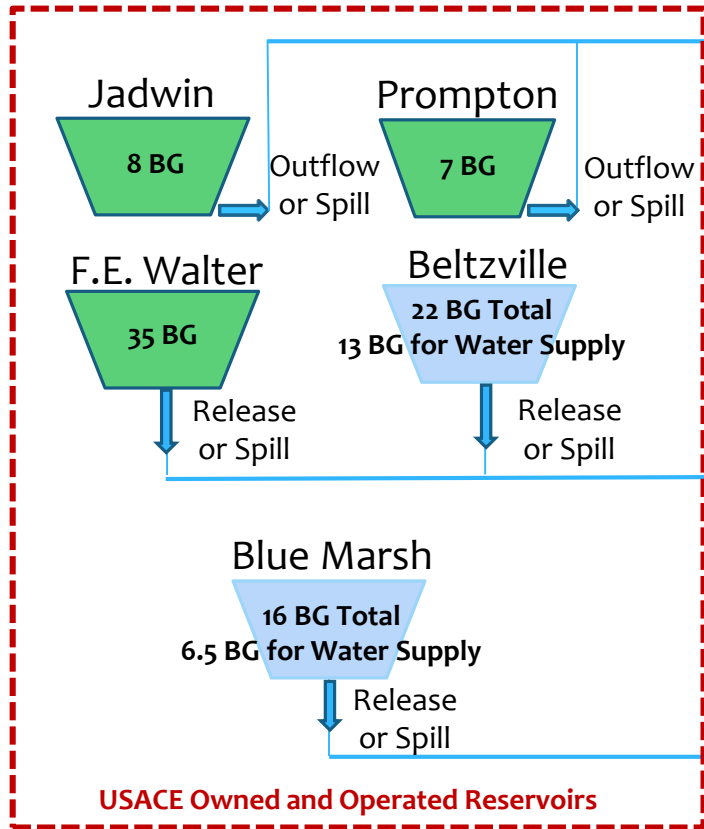 Jadwin
8 BG
Outflow
or Spill
Prompton
7 BG
Outflow
or Spill
F.E. Walter
35 BG
Release
or Spill
Beltzville
22 BG Total
13 BG for Water Supply
Release
or Spill
Blue Marsh
16 BG Total
6.5 BG for Water Supply
Release
or Spill
USACE Owned and Operated Reservoirs